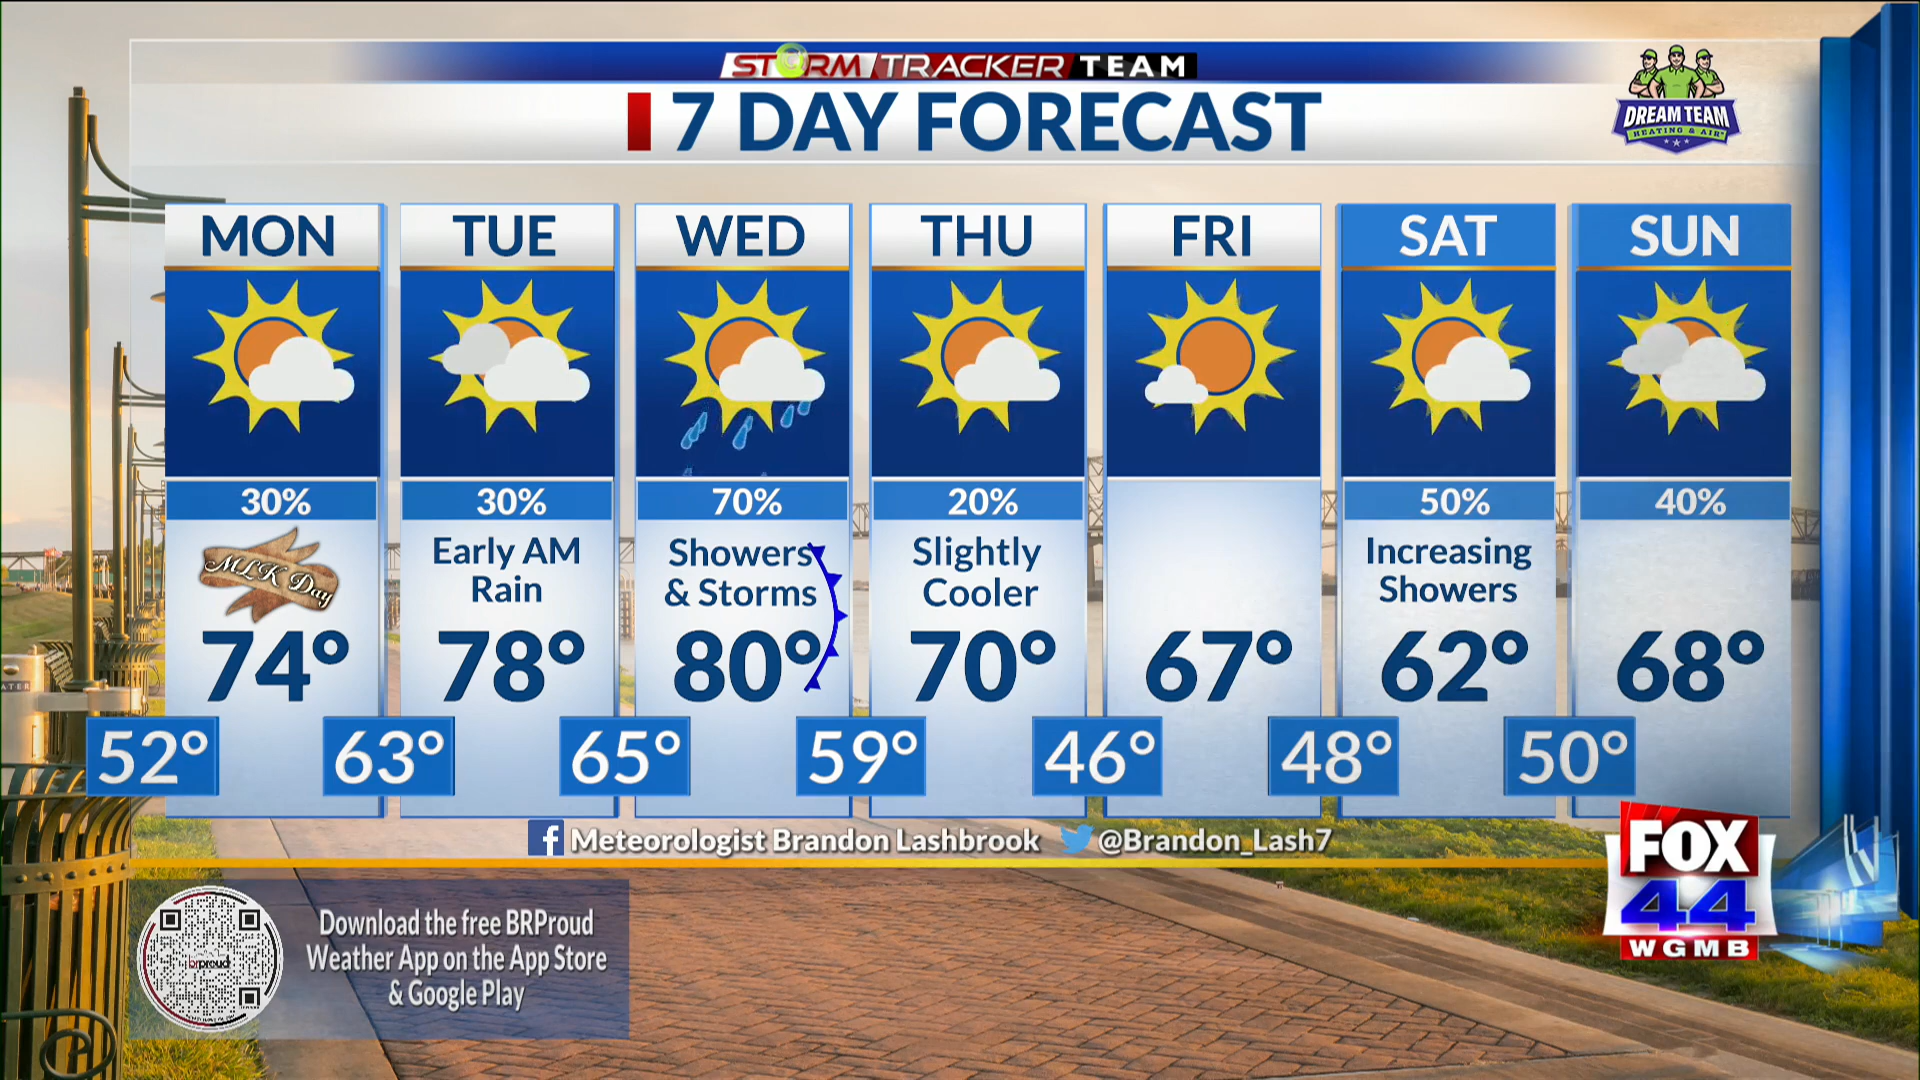 STORM TRACKER TEAM
7 DAY FORECAST
DREAM TEAM
HEATING & AIR
MON TUE WED THU FRI SAT SUN
30% 30% 70% 20% 50% 40%
MLK Day
Early AM
Rain
Showers
& Storms
Slightly
Cooler
Increasing
Showers
74° 78° 80° 70° 67° 62° 68°
52° 63° 65° 59° 46° 48° 50°
Meteorologist Brandon Lashbrook @Brandon_Lash7
brproud
Download the free BRProud
Weather App on the App Store
& Google Play
FOX
44
WGMB